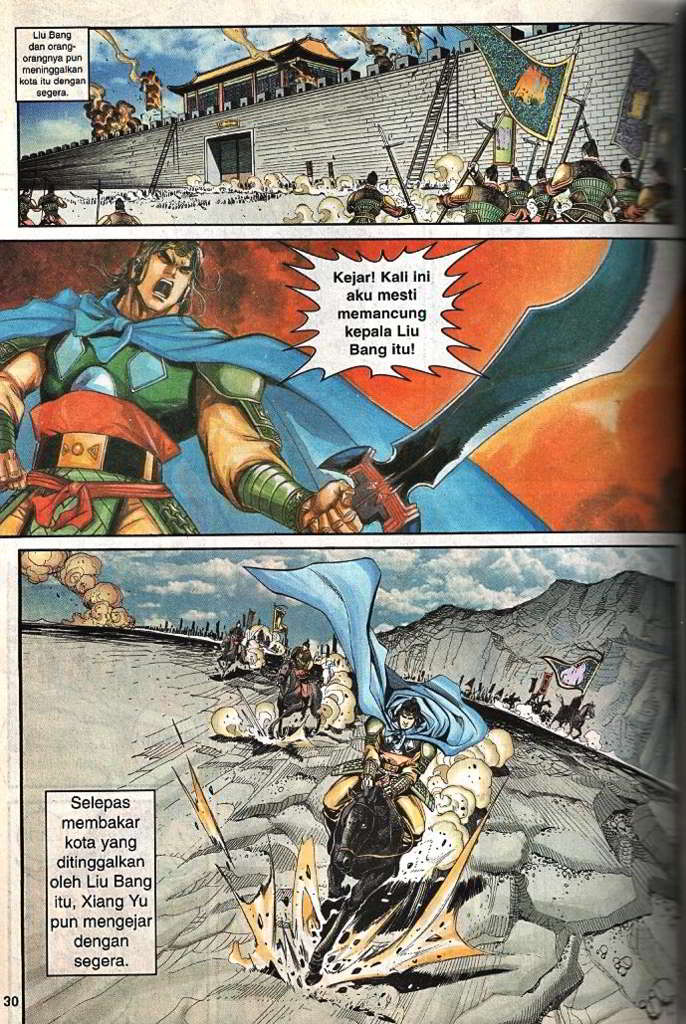 Liu Bang
dan orang-
orangnya pun
meninggalkan
kota itu dengan
segera.
Kejar! Kali ini
aku mesti
memancung
kepala Liu
Bang itu!
Selepas
membakar
kota yang
ditinggalkan
oleh Liu Bang
itu, Xiang Yu
pun mengejar
dengan
segera.
30